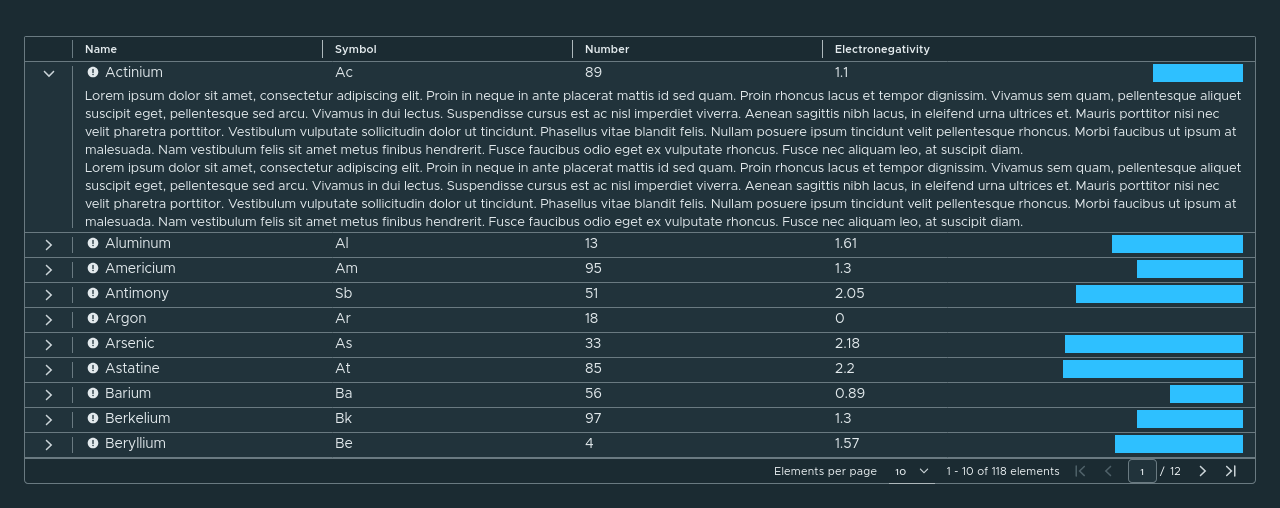 Name Symbol Number Electronegativity
Actinium Ac 89 1.1
Lorem ipsum dolor sit amet, consectetur adipiscing elit. Proin in neque in ante placerat mattis id sed quam. Proin rhoncus lacus et tempor dignissim. Vivamus sem quam, pellentesque aliquet
suscipit eget, pellentesque sed arcu. Vivamus in dui lectus. Suspendisse cursus est ac nisl imperdiet viverra. Aenean sagittis nibh lacus, in eleifend urna ultrices et. Mauris porttitor nisi nec
velit pharetra porttitor. Vestibulum vulputate sollicitudin dolor ut tincidunt. Phasellus vitae blandit felis. Nullam posuere ipsum tincidunt velit pellentesque rhoncus. Morbi faucibus ut ipsum at
malesuada. Nam vestibulum felis sit amet metus finibus hendrerit. Fusce faucibus odio eget ex vulputate rhoncus. Fusce nec aliquam leo, at suscipit diam.
Lorem ipsum dolor sit amet, consectetur adipiscing elit. Proin in neque in ante placerat mattis id sed quam. Proin rhoncus lacus et tempor dignissim. Vivamus sem quam, pellentesque aliquet
suscipit eget, pellentesque sed arcu. Vivamus in dui lectus. Suspendisse cursus est ac nisl imperdiet viverra. Aenean sagittis nibh lacus, in eleifend urna ultrices et. Mauris porttitor nisi nec
velit pharetra porttitor. Vestibulum vulputate sollicitudin dolor ut tincidunt. Phasellus vitae blandit felis. Nullam posuere ipsum tincidunt velit pellentesque rhoncus. Morbi faucibus ut ipsum at
malesuada. Nam vestibulum felis sit amet metus finibus hendrerit. Fusce faucibus odio eget ex vulputate rhoncus. Fusce nec aliquam leo, at suscipit diam.
Aluminum Al 13 1.61
Americium Am 95 1.3
Antimony Sb 51 2.05
Argon Ar 18 0
Arsenic As 33 2.18
Astatine At 85 2.2
Barium Ba 56 0.89
Berkelium Bk 97 1.3
Beryllium Be 4 1.57
Elements per page 10 1 - 10 of 118 elements 1 / 12